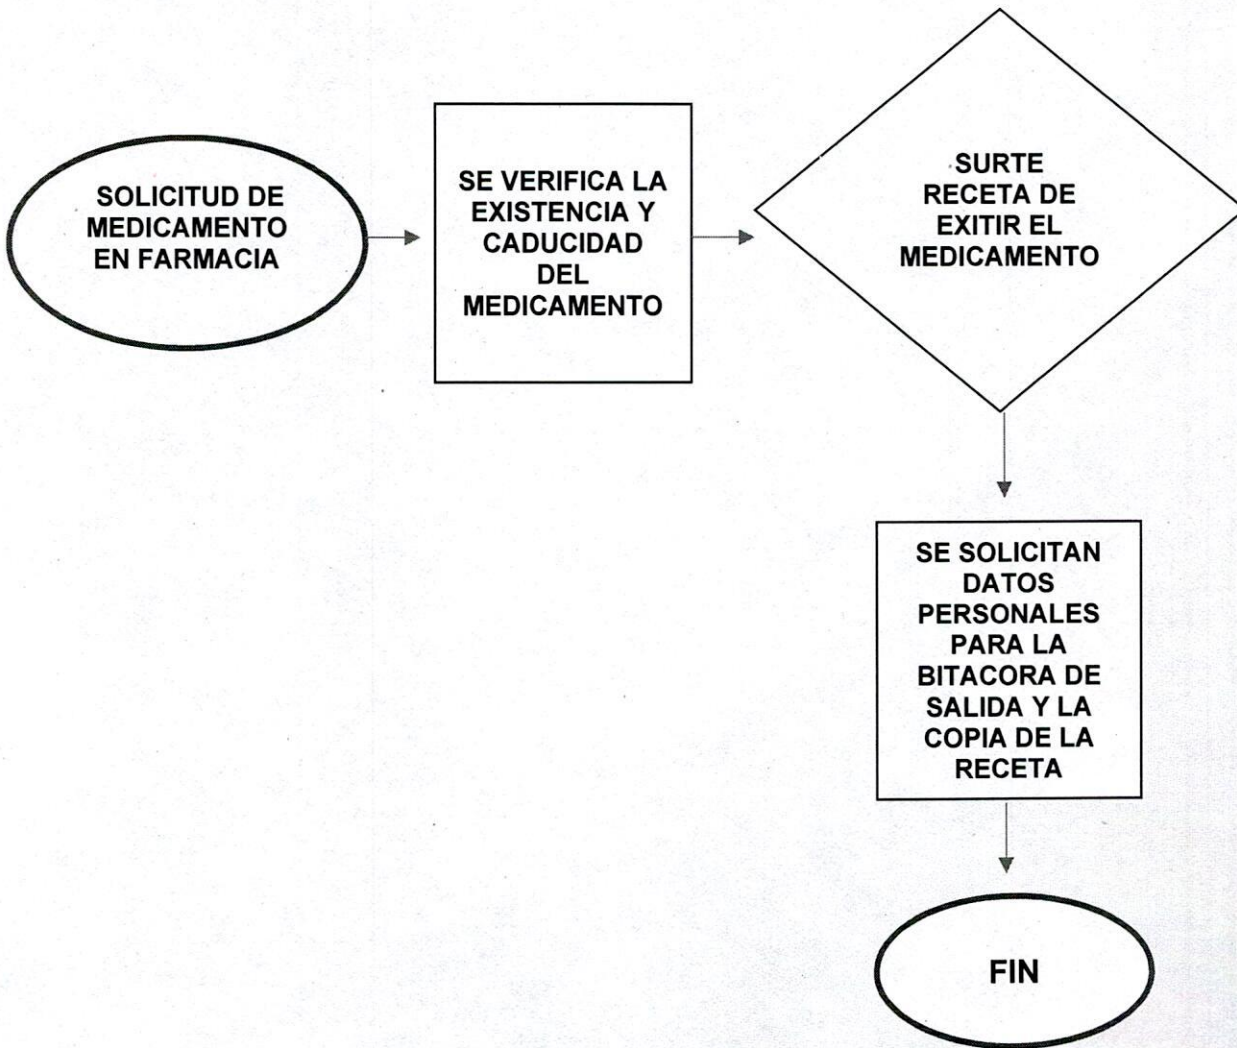 SOLICITUD DE
MEDICAMENTO
EN FARMACIA
SE VERIFICA LA
EXISTENCIA Y
CADUCIDAD
DEL
MEDICAMENTO
SURTE
RECETA DE
EXITIR EL
MEDICAMENTO
SE SOLICITAN
DATOS
PERSONALES
PARA LA
BITACORA DE
SALIDA Y LA
COPIA DE LA
RECETA
FIN